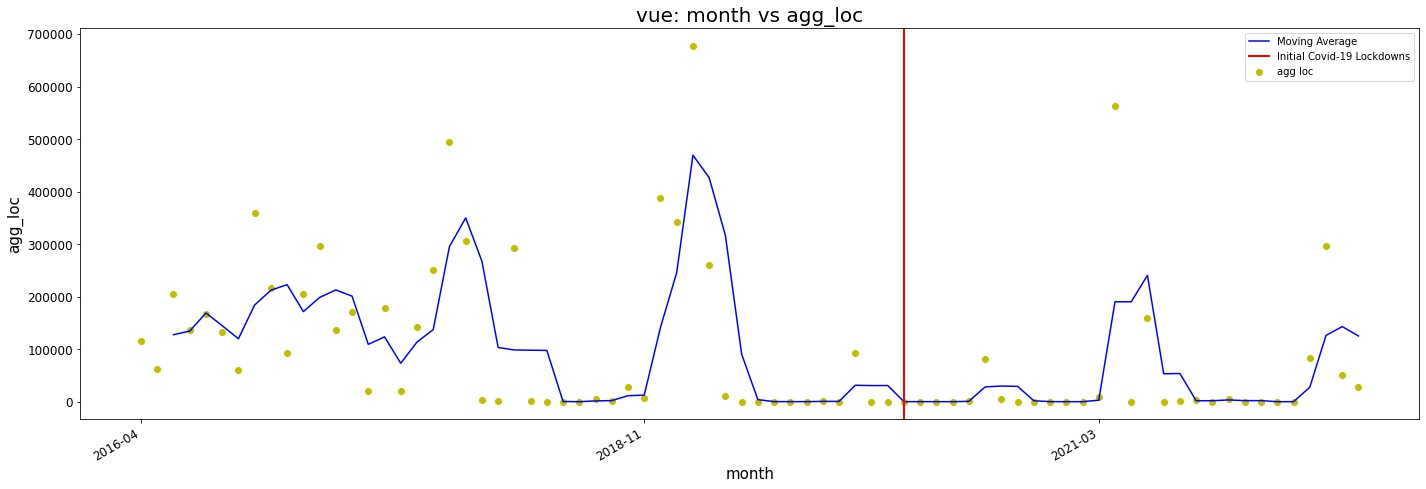 vue: month vs agg_loc
Moving Average
Initial Covid-19 Lockdowns
agg loc
agg_loc
700000
600000
500000
400000
300000
200000
100000
0
2016-04
2018-11
2021-03
month